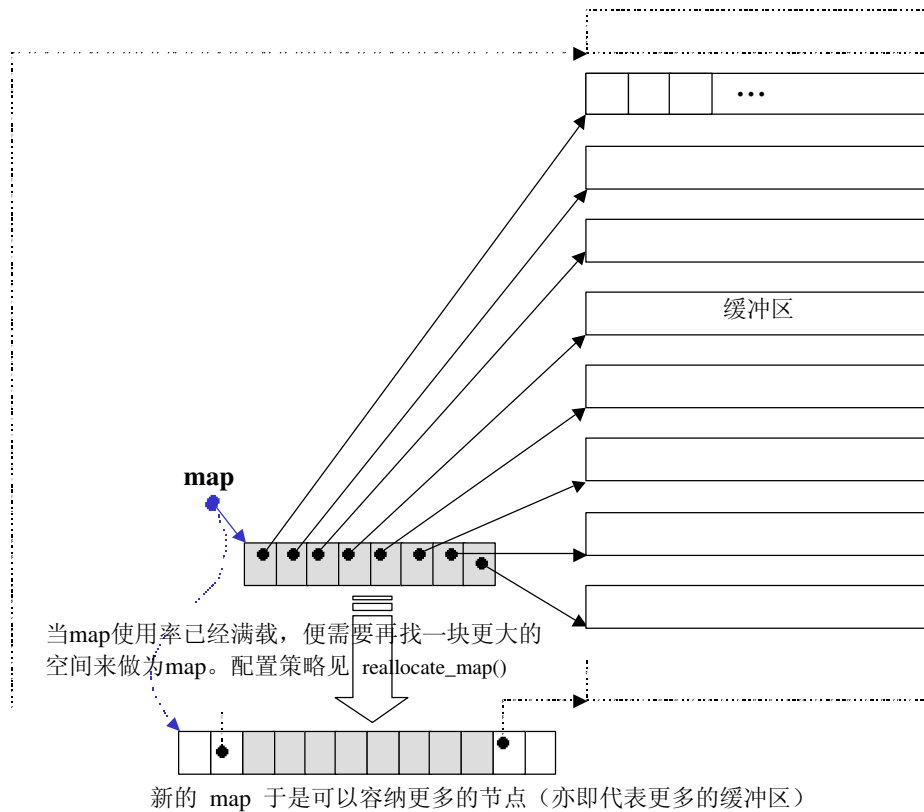 ...
缓冲区
map
当map使用率已经满载，便需要再找一块更大的
空间来做为map。配置策略见 reallocate_map()
新的 map 于是可以容纳更多的节点（亦即代表更多的缓冲区）